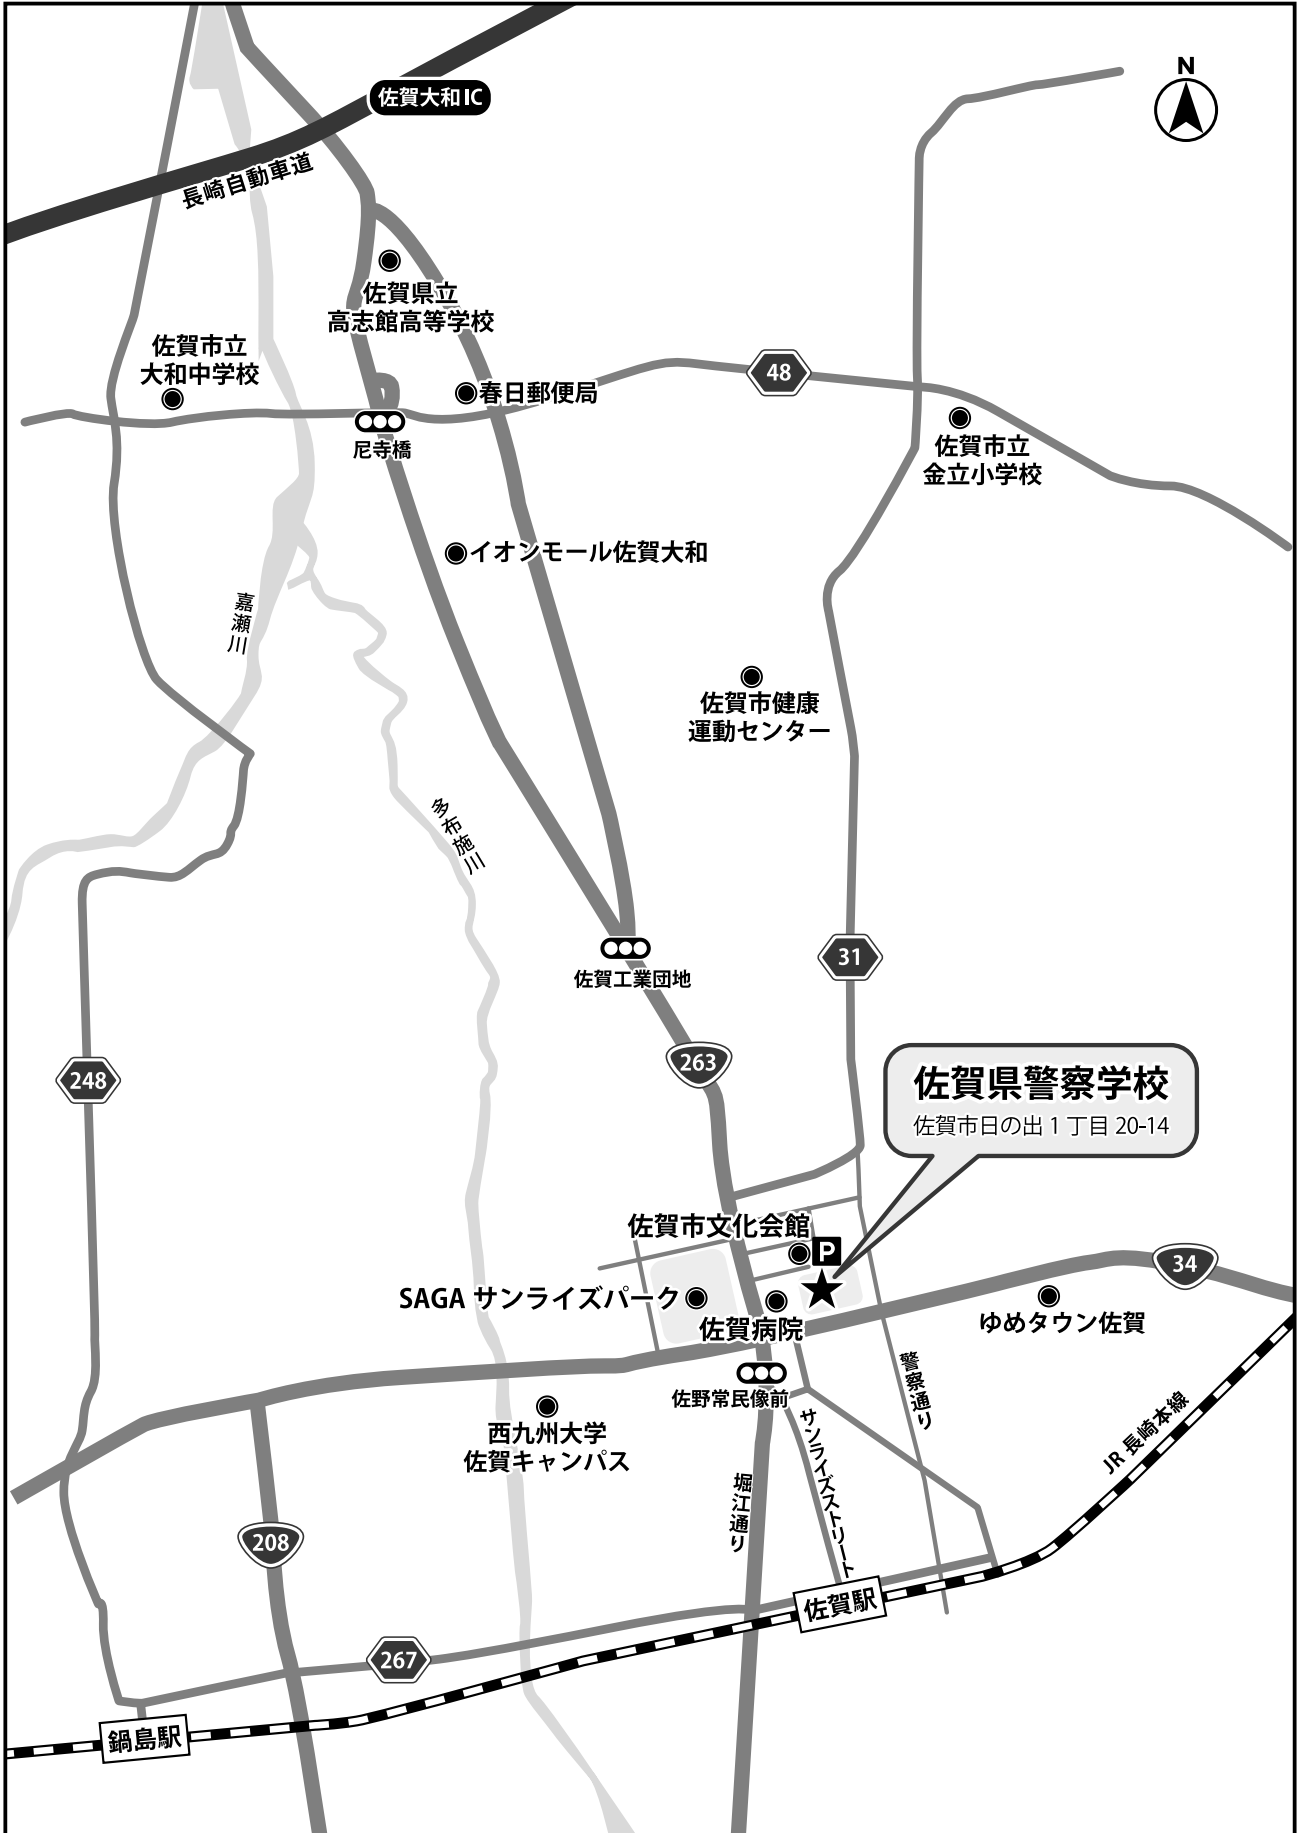 N
佐賀大和IC
長崎自動車道
佐賀県立
高志館高等学校
佐賀市立
大和中学校
春日郵便局
48
尼寺橋
佐賀市立
金立小学校
イオンモール佐賀大和
嘉瀬川
佐賀市健康
運動センター
多布施川
31
佐賀工業団地
263
248
佐賀県警察学校
佐賀市日の出1丁目20-14
佐賀市文化会館
P
34
SAGA サンライズパーク
佐賀病院
ゆめタウン佐賀
佐野常民像前
警察通り
サンライズストリート
JR 長崎本線
西九州大学
佐賀キャンパス
堀江通り
208
佐賀駅
267
鍋島駅